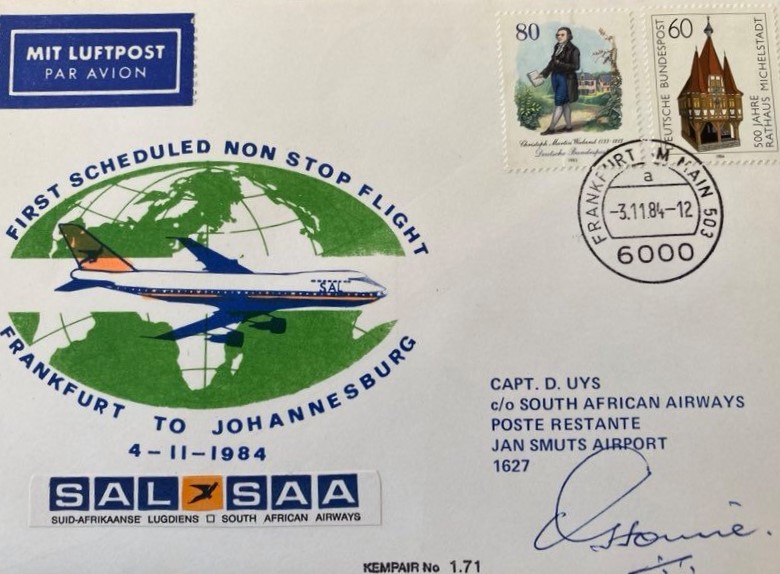 MIT LUFTPOST
PAR AVION
80
Christoph Martin Wieland 1733-1813
Deutsche Bundespost
1983
60
DEUTSCHE BUNDESPOST
500 JAHRE
RATHAUS MICHELSTADT
1984
FRANKFURT AM MAIN 503
a
-3.11.84-12
6000
FIRST SCHEDULED NON STOP FLIGHT
SAL
FRANKFURT TO JOHANNESBURG
4-11-1984
SAL SAA
SUID-AFRIKAANSE LUGDIENS □ SOUTH AFRICAN AIRWAYS
CAPT. D. UYS
c/o SOUTH AFRICAN AIRWAYS
POSTE RESTANTE
JAN SMUTS AIRPORT
1627
KEMPAIR No 1.71